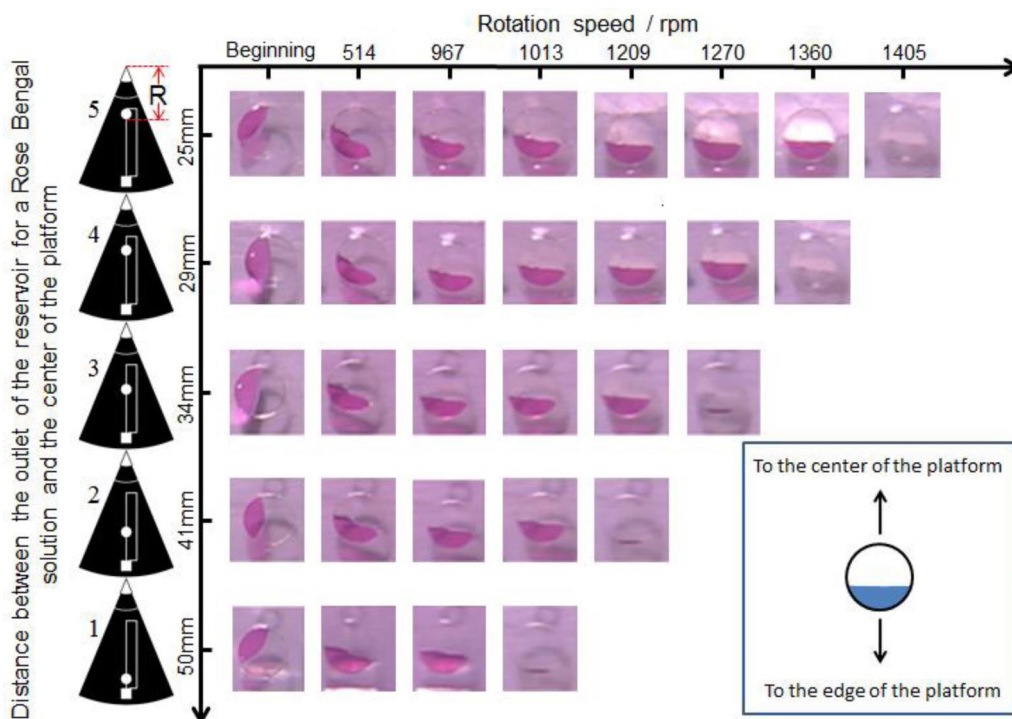 Rotation speed / rpm
Beginning 514 967 1013 1209 1270 1360 1405
Distance between the outlet of the reservoir for a Rose Bengal
solution and the center of the platform
R
5
25mm
4
29mm
3
34mm
2
41mm
1
50mm
To the center of the platform
To the edge of the platform